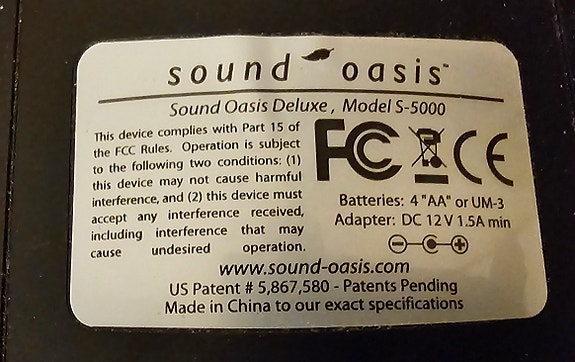 sound oasis™
Sound Oasis Deluxe, Model S-5000
This device complies with Part 15 of
the FCC Rules. Operation is subject
to the following two conditions: (1)
this device may not cause harmful
interference, and (2) this device must
accept any interference received,
including interference that may
cause undesired operation.
FC CE
Batteries: 4 "AA" or UM-3
Adapter: DC 12V 1.5A min
www.sound-oasis.com
US Patent # 5,867,580 - Patents Pending
Made in China to our exact specifications